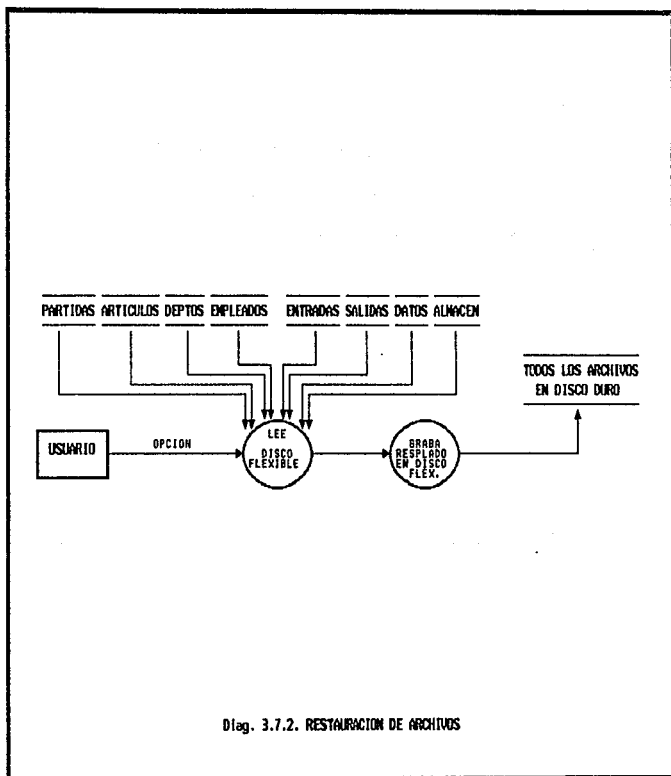 PARTIDAS ARTICULOS DEPTOS EMPLEADOS ENTRADAS SALIDAS DATOS ALMACEN
TODOS LOS ARCHIVOS
EN DISCO DURO
USUARIO
OPCION
LEE
DISCO
FLEXIBLE
BRABA
RESPLADO
EN DISCO
FLEX.
Diag. 3.7.2. RESTAURACION DE ARCHIVOS